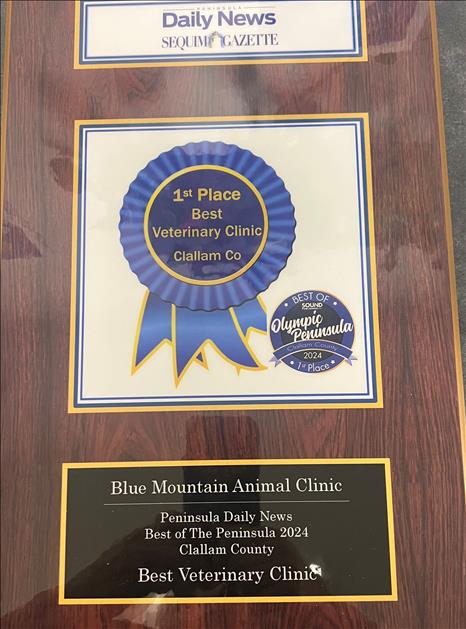 PENINSULA
Daily News
SEQUIM GAZETTE
1st Place
Best
Veterinary Clinic
Clallam Co
BEST OF
SOUND
Olympic
Peninsula
Clallam County
2024
1st Place
Blue Mountain Animal Clinic
Peninsula Daily News
Best of The Peninsula 2024
Clallam County
Best Veterinary Clinic